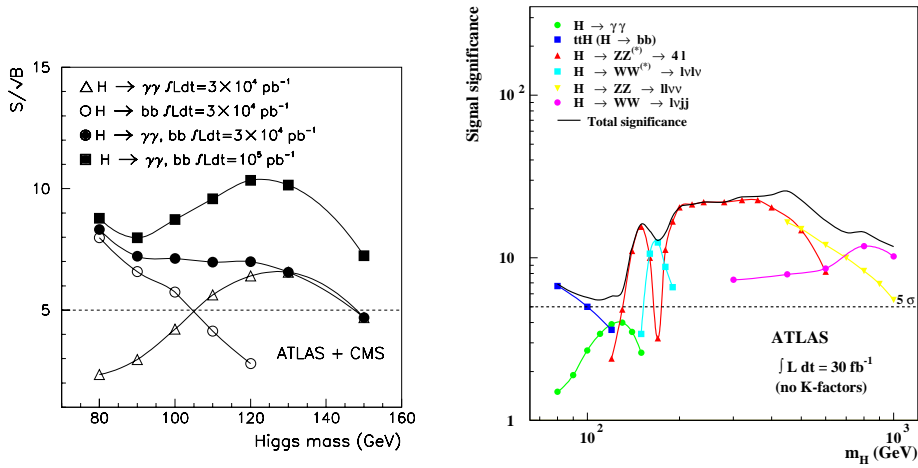 S/√B
15
10
5
0
△ H → γγ ∫Ldt=3×10⁴ pb⁻¹
○ H → bb ∫Ldt=3×10⁴ pb⁻¹
● H → γγ, bb ∫Ldt=3×10⁴ pb⁻¹
■ H → γγ, bb ∫Ldt=10⁵ pb⁻¹
ATLAS + CMS
60 80 100 120 140 160
Higgs mass (GeV)
Signal significance
10²
10
1
H → γγ
ttH (H → bb)
H → ZZ⁽*⁾ → 4 l
H → WW⁽*⁾ → lνlν
H → ZZ → llνν
H → WW → lνjj
Total significance
5 σ
ATLAS
∫ L dt = 30 fb⁻¹
(no K-factors)
10² 10³
m_H (GeV)